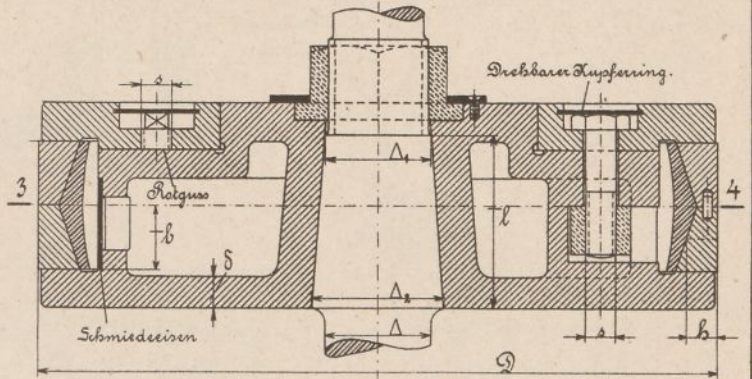 s
Drehbarer Kupferring.
Δ₁
Rotguss
3
4
l
b
δ
Δ₂
Schmiedeeisen
Δ
s
h
D